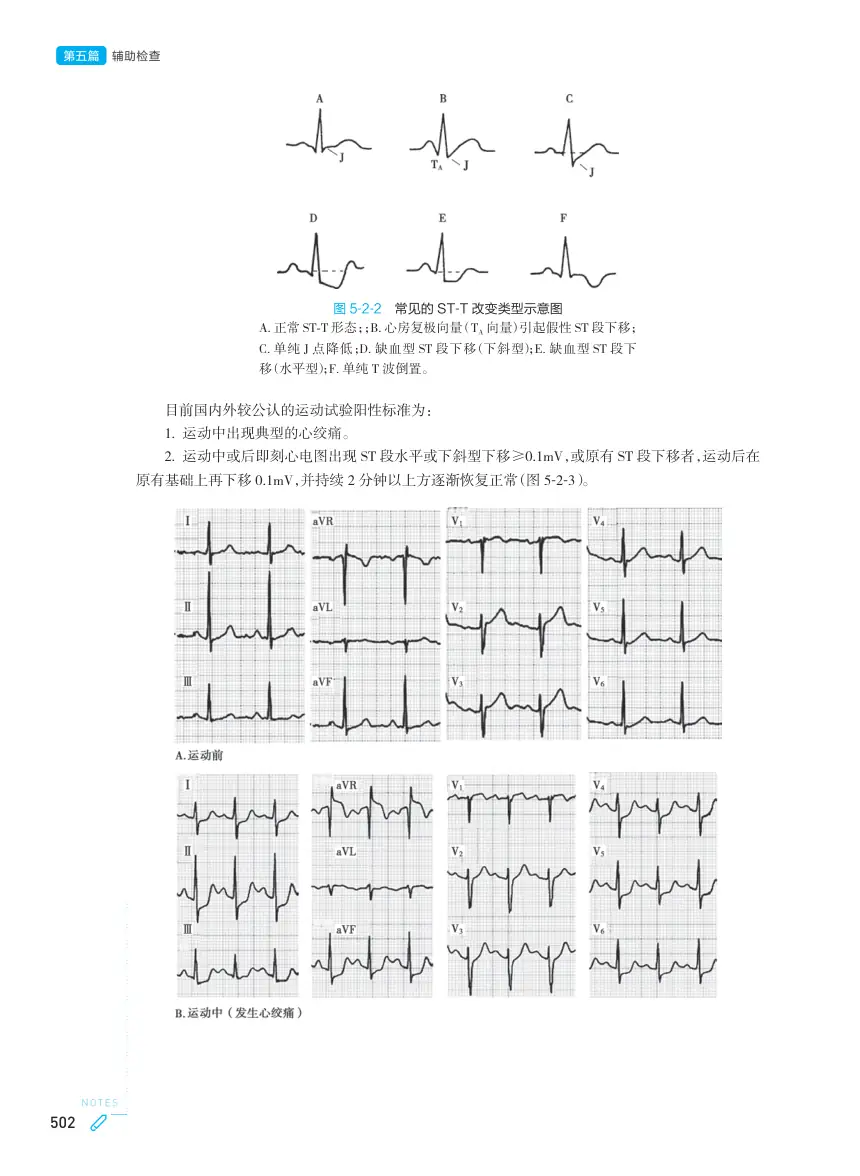 第五篇 辅助检查
A B C
J
T_A J
J
D E F
图 5-2-2 常见的 ST-T 改变类型示意图
A. 正常 ST-T 形态；；B. 心房复极向量（T_A 向量）引起假性 ST 段下移；
C. 单纯 J 点降低；D. 缺血型 ST 段下移（下斜型）；E. 缺血型 ST 段下
移（水平型）；F. 单纯 T 波倒置。
目前国内外较公认的运动试验阳性标准为：
1. 运动中出现典型的心绞痛。
2. 运动中或后即刻心电图出现 ST 段水平或下斜型下移≥0.1mV，或原有 ST 段下移者，运动后在
原有基础上再下移 0.1mV，并持续 2 分钟以上方逐渐恢复正常（图 5-2-3）。
Ⅰ aVR V₁ V₄
Ⅱ aVL V₂ V₅
Ⅲ aVF V₃ V₆
A.运动前
Ⅰ aVR V₁ V₄
Ⅱ aVL V₂ V₅
Ⅲ aVF V₃ V₆
B.运动中（发生心绞痛）
NOTES
502